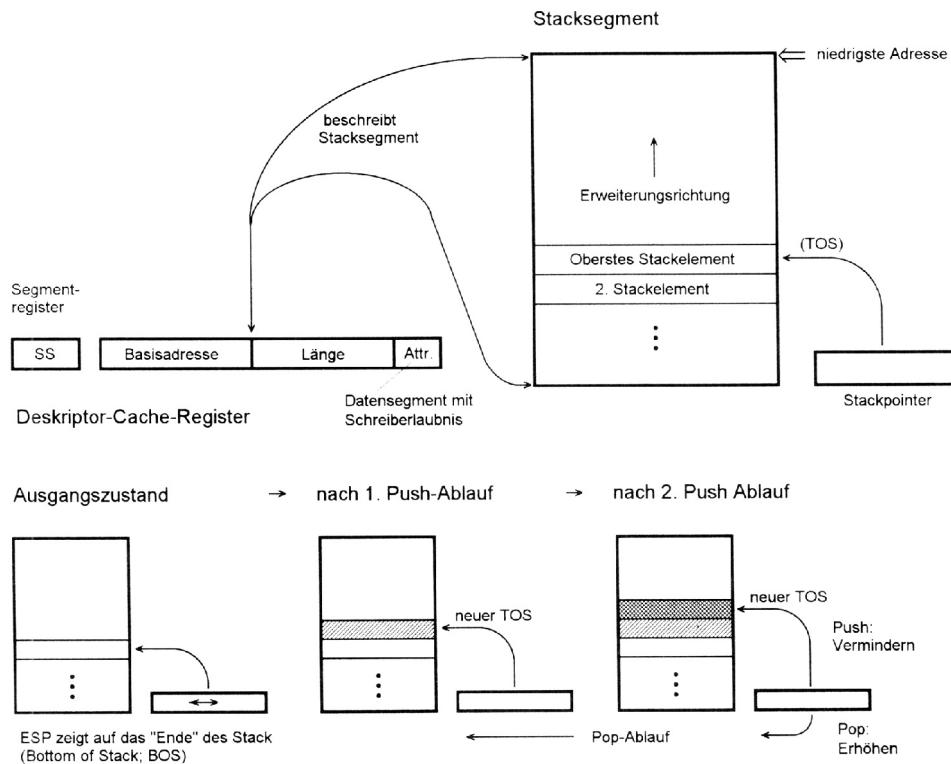 Stacksegment
niedrigste Adresse
beschreibt
Stacksegment
Erweiterungsrichtung
(TOS)
Oberstes Stackelement
2. Stackelement
Segment-
register
SS
Basisadresse
Länge
Attr.
Datensegment mit
Schreiberlaubnis
Stackpointer
Deskriptor-Cache-Register
Ausgangszustand → nach 1. Push-Ablauf → nach 2. Push Ablauf
neuer TOS
neuer TOS
Push:
Vermindern
ESP zeigt auf das "Ende" des Stack
(Bottom of Stack; BOS)
Pop-Ablauf
Pop:
Erhöhen